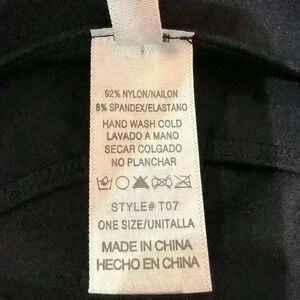 92% NYLON/NAILON
8% SPANDEX/ELASTANO
HAND WASH COLD
LAVADO A MANO
SECAR COLGADO
NO PLANCHAR
STYLE# T07
ONE SIZE/UNITALLA
MADE IN CHINA
HECHO EN CHINA